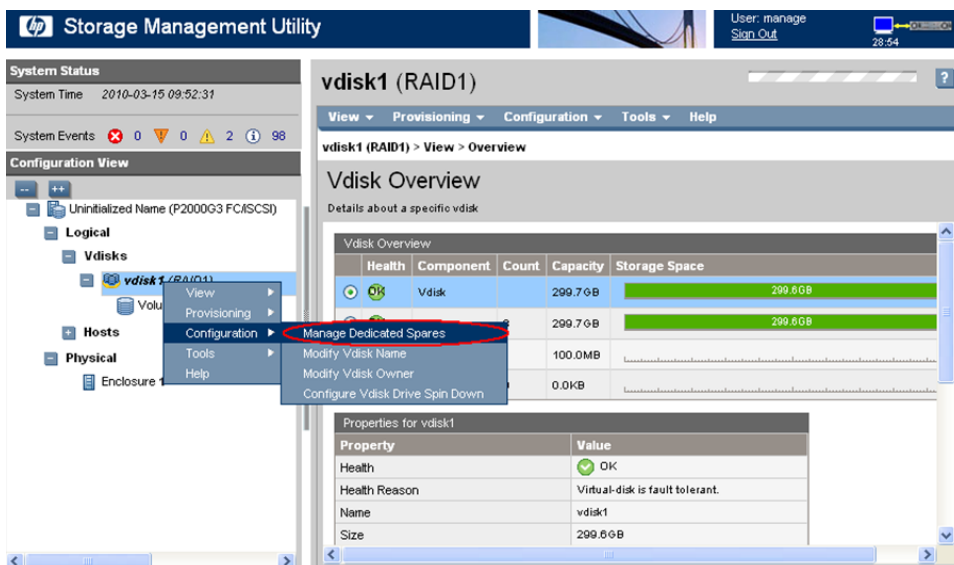 hp Storage Management Utility
User: manage
Sign Out
28:54
System Status
System Time 2010-03-15 09:52:31
System Events 0 0 2 98
Configuration View
Uninitialized Name (P2000G3 FC/iSCSI)
Logical
Vdisks
vdisk1 (RAID1)
Volu
Hosts
Physical
Enclosure 1
View
Provisioning
Configuration
Tools
Help
Manage Dedicated Spares
Modify Vdisk Name
Modify Vdisk Owner
Configure Vdisk Drive Spin Down
vdisk1 (RAID1)
?
View Provisioning Configuration Tools Help
vdisk1 (RAID1) > View > Overview
Vdisk Overview
Details about a specific vdisk
Vdisk Overview
Health Component Count Capacity Storage Space
OK Vdisk 299.7GB 299.6GB
299.7GB 299.6GB
100.0MB
0.0KB
Properties for vdisk1
Property Value
Health OK
Health Reason Virtual-disk is fault tolerant.
Name vdisk1
Size 299.6GB